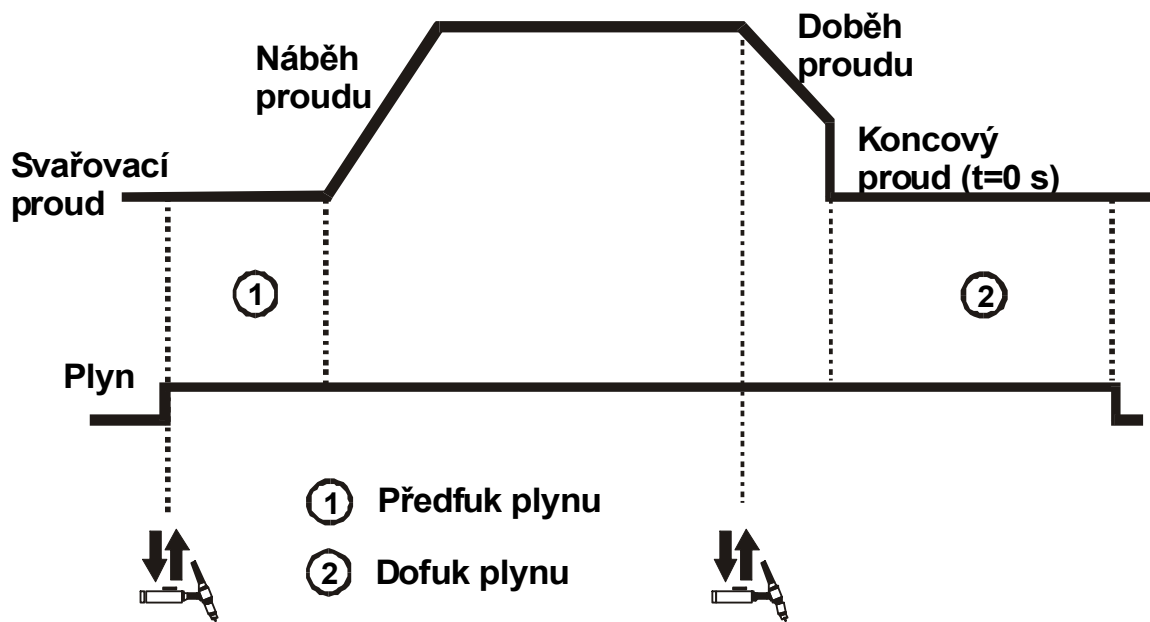 Náběh
proudu
Doběh
proudu
Svařovací
proud
Koncový
proud (t=0 s)
1
2
Plyn
1 Předfuk plynu
2 Dofuk plynu